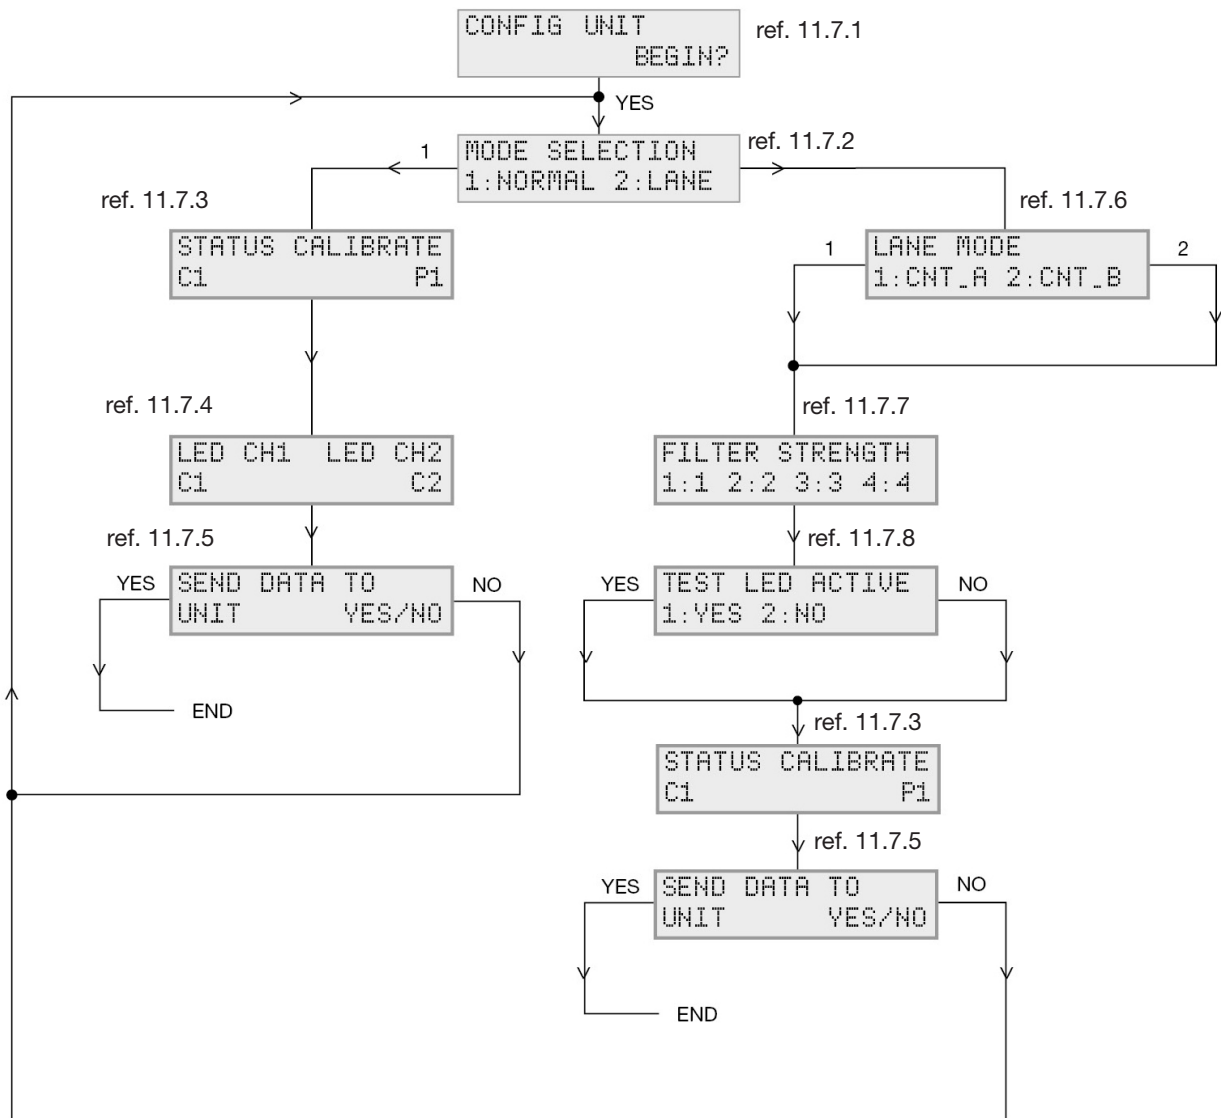 CONFIG UNIT
BEGIN?
ref. 11.7.1
YES
MODE SELECTION
1:NORMAL 2:LANE
ref. 11.7.2
1
ref. 11.7.3
STATUS CALIBRATE
C1 P1
ref. 11.7.6
1
LANE MODE
1:CNT_A 2:CNT_B
2
ref. 11.7.4
LED CH1 LED CH2
C1 C2
ref. 11.7.7
FILTER STRENGTH
1:1 2:2 3:3 4:4
ref. 11.7.5
YES
SEND DATA TO
UNIT YES/NO
NO
END
ref. 11.7.8
YES
TEST LED ACTIVE
1:YES 2:NO
NO
ref. 11.7.3
STATUS CALIBRATE
C1 P1
ref. 11.7.5
YES
SEND DATA TO
UNIT YES/NO
NO
END